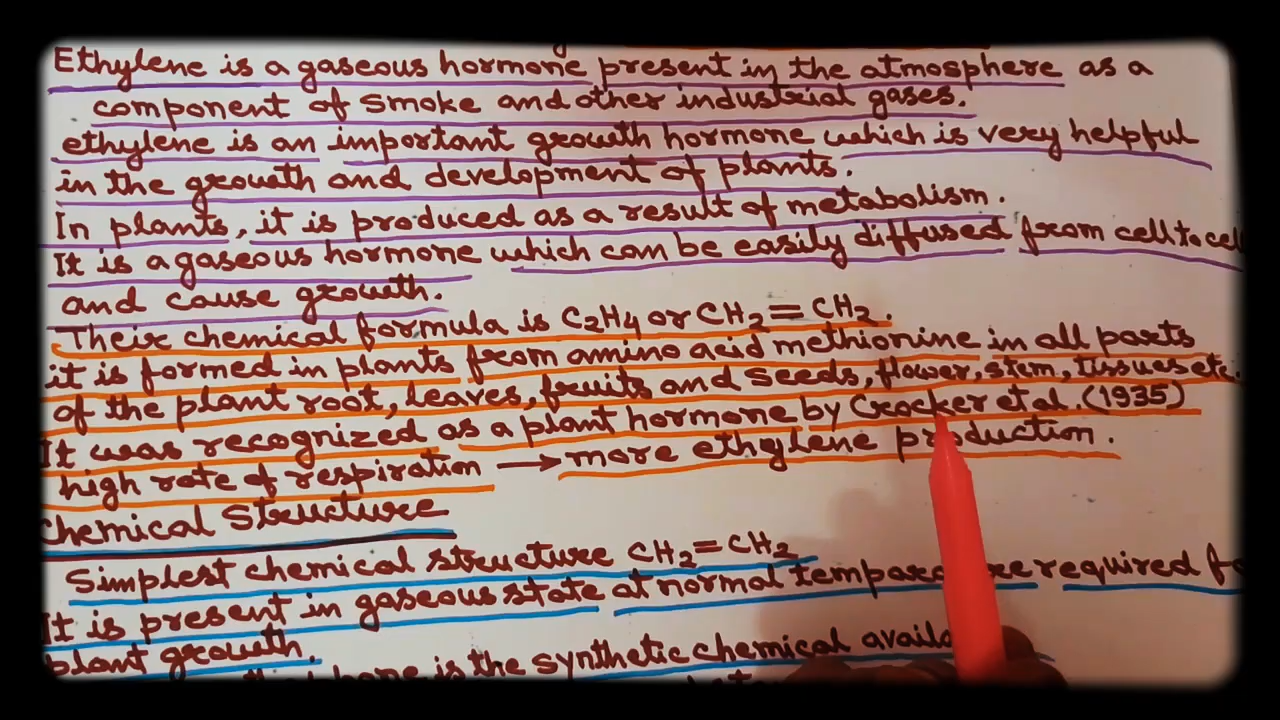 Ethylene is a gaseous hormone present in the atmosphere as a
component of smoke and other industrial gases.
ethylene is an important growth hormone which is very helpful
in the growth and development of plants.
In plants, it is produced as a result of metabolism.
It is a gaseous hormone which can be easily diffused from cell to cell
and cause growth.
Their chemical formula is C2H4 or CH2=CH2.
it is formed in plants from amino acid methionine in all parts
of the plant root, leaves, fruits and seeds, flower, stem, tissues etc.
It was recognized as a plant hormone by Crocker et al. (1935)
high rate of respiration → more ethylene production.
Chemical Structure
Simplest chemical structure CH2=CH2
It is present in gaseous state at normal required
plant growth.
is the synthetic chemical